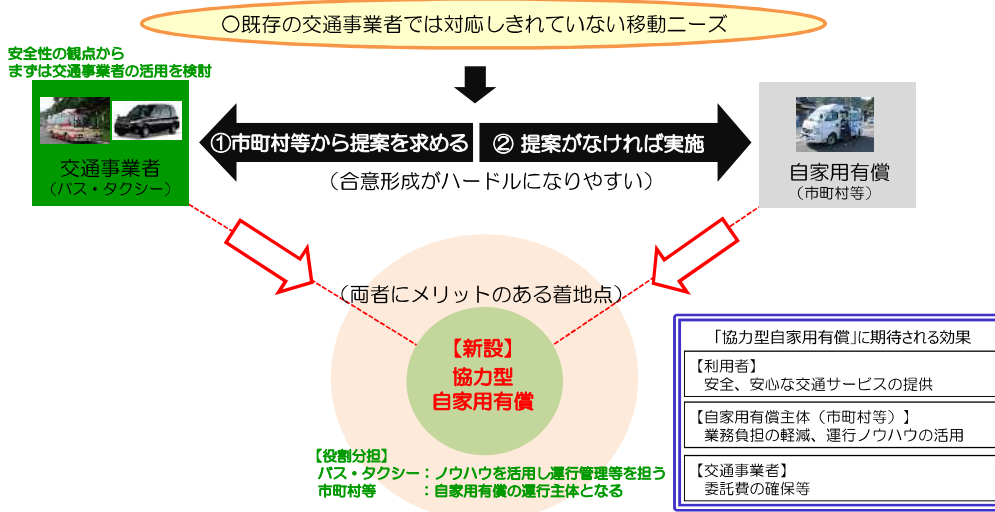 〇既存の交通事業者では対応しきれていない移動ニーズ
安全性の観点から
まずは交通事業者の活用を検討
①市町村等から提案を求める
② 提案がなければ実施
交通事業者
（バス・タクシー）
（合意形成がハードルになりやすい）
自家用有償
（市町村等）
（両者にメリットのある着地点）
【新設】
協力型
自家用有償
【役割分担】
バス・タクシー：ノウハウを活用し運行管理等を担う
市町村等　　　：自家用有償の運行主体となる
「協力型自家用有償」に期待される効果
【利用者】
安全、安心な交通サービスの提供
【自家用有償主体（市町村等）】
業務負担の軽減、運行ノウハウの活用
【交通事業者】
委託費の確保等